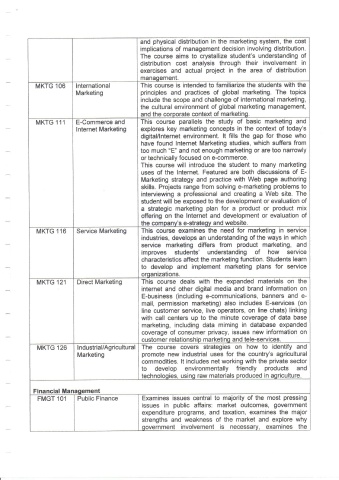 and physical distribution in the marketing system, the cost
implications of management decision involving distribution.
The course aims to crystallize student's understanding of
distribution cost analysis through their involvement in
exercises and actual project in the area of distribution
management.
MKTG 106 International Marketing This course is intended to familiarize the students with the
principles and practices of global marketing. The topics
include the scope and challenge of international marketing,
the cultural environment of global marketing management,
and the corporate context of marketing.
MKTG 111 E-Commerce and Internet Marketing This course parallels the study of basic marketing and
explores key marketing concepts in the context of today's
digital/Internet environment. It fills the gap for those who
have found Internet Marketing studies, which suffers from
too much "E" and not enough marketing or are too narrowly
or technically focused on e-commerce.
This course will introduce the student to many marketing
uses of the Internet. Featured are both discussions of E-
Marketing strategy and practice with Web page authoring
skills. Projects range from solving e-marketing problems to
interviewing a professional and creating a Web site. The
student will be exposed to the development or evaluation of
a strategic marketing plan for a product or product mix
offering on the Internet and development or evaluation of
the company's e-strategy and website.
MKTG 116 Service Marketing This course examines the need for marketing in service
industries, develops an understanding of the ways in which
service marketing differs from product marketing, and
improves students' understanding of how service
characteristics affect the marketing function. Students learn
to develop and implement marketing plans for service
organizations.
MKTG 121 Direct Marketing This course deals with the expanded materials on the
internet and other digital media and brand information on
E-business (including e-communications, banners and e-
mail, permission marketing) also includes E-services (on
line customer service, live operators, on line chats) linking
with call centers up to the minute coverage of data base
marketing, including data mining in database expanded
coverage of consumer privacy, issues new information on
customer relationship marketing and tele-services.
MKTG 126 Industrial/Agricultural Marketing The course covers strategies on how to identify and
promote new industrial uses for the country's agricultural
commodities. It includes net working with the private sector
to develop environmentally friendly products and
technologies, using raw materials produced in agriculture.
Financial Management
FMGT 101 Public Finance Examines issues central to majority of the most pressing
issues in public affairs: market outcomes, government
expenditure programs, and taxation, examines the major
strengths and weakness of the market and explore why
government involvement is necessary, examines the